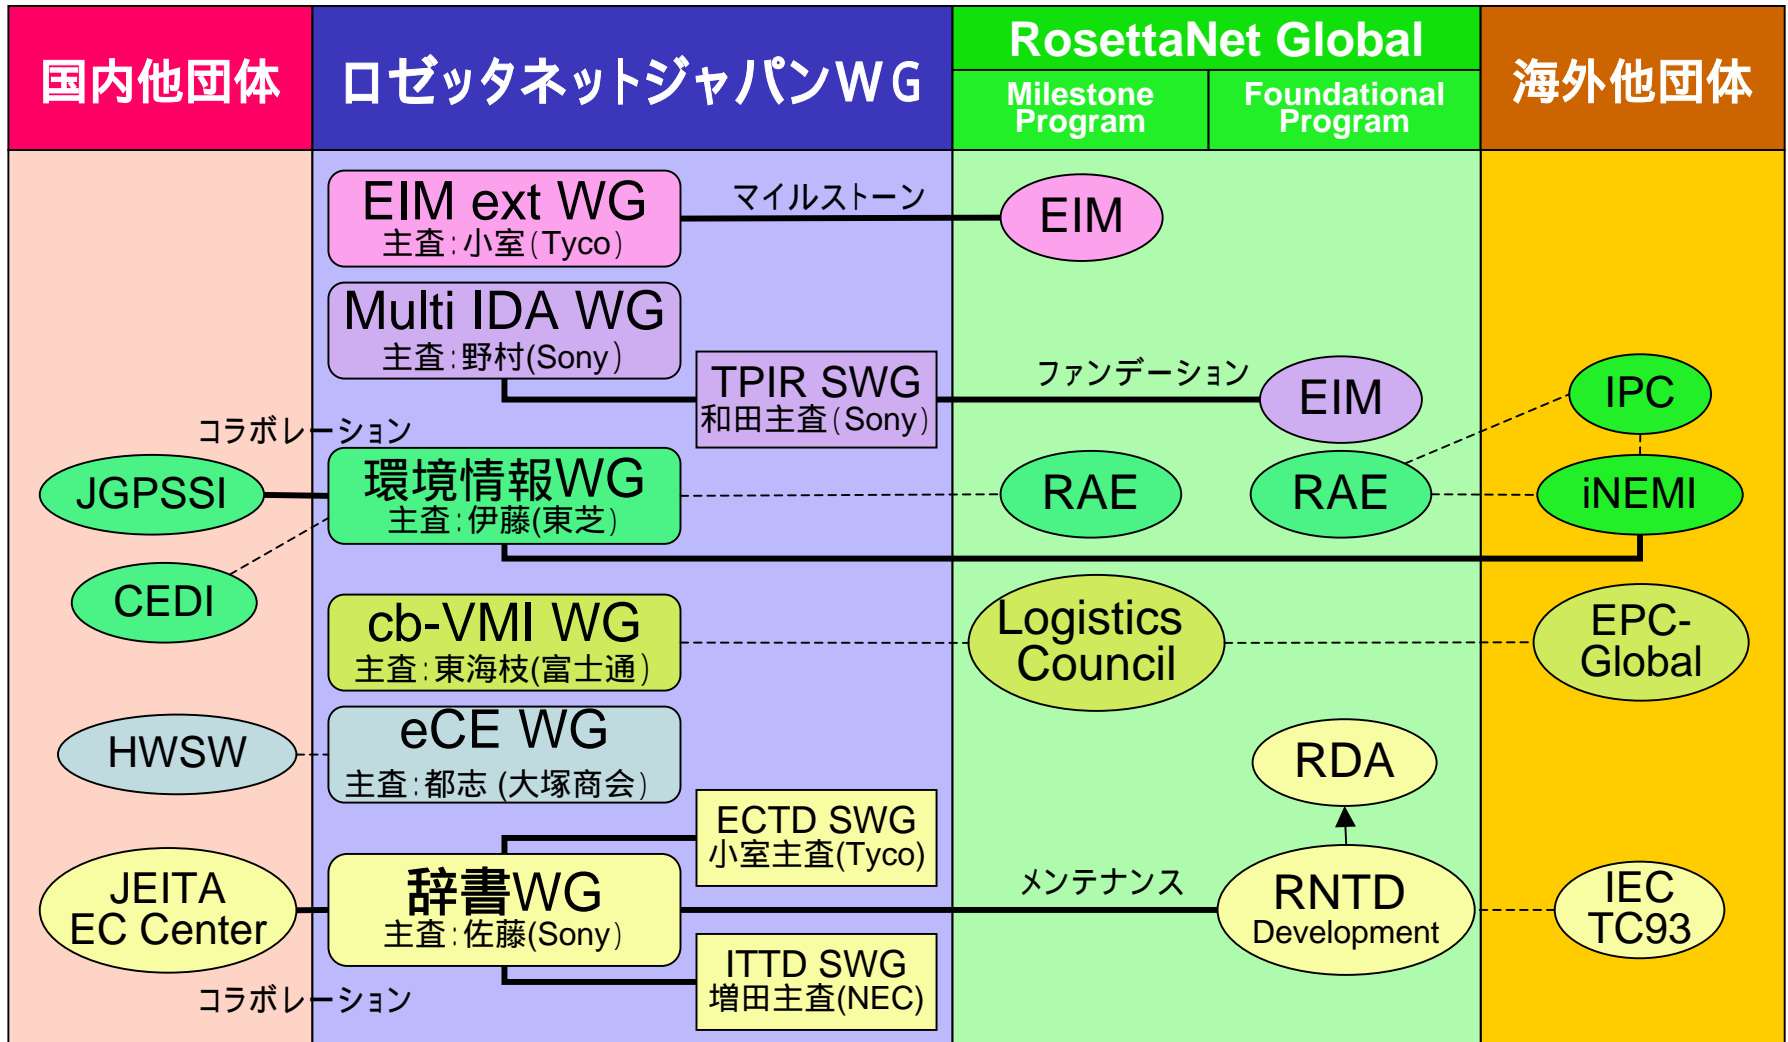 国内他団体
ロゼッタネットジャパンWG
RosettaNet Global
Milestone
Program
Foundational
Program
海外他団体
EIM ext WG
主査:小室(Tyco)
マイルストーン
EIM
Multi IDA WG
主査:野村(Sony)
TPIR SWG
和田主査(Sony)
ファンデーション
EIM
IPC
コラボレーション
JGPSSI
環境情報WG
主査:伊藤(東芝)
RAE
RAE
iNEMI
CEDI
cb-VMI WG
主査:東海枝(富士通)
Logistics
Council
EPC-
Global
HWSW
eCE WG
主査:都志 (大塚商会)
RDA
ECTD SWG
小室主査(Tyco)
JEITA
EC Center
辞書WG
主査:佐藤(Sony)
メンテナンス
RNTD
Development
IEC
TC93
ITTD SWG
増田主査(NEC)
コラボレーション